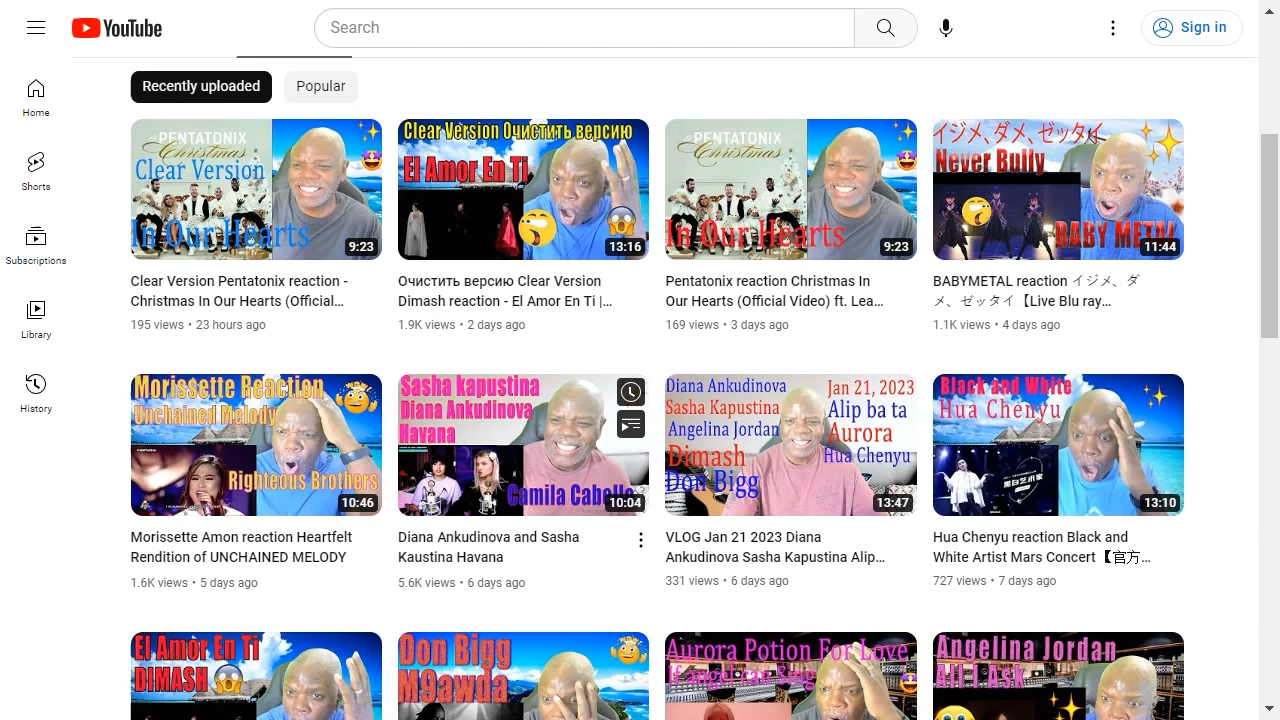 YouTube
Search
Sign in
Home
Shorts
Subscriptions
Library
History
Recently uploaded
Popular
PENTATONIX
Christmas
Clear Version
In Our Hearts
9:23
Clear Version Pentatonix reaction -
Christmas In Our Hearts (Official...
195 views • 23 hours ago
Clear Version Очистить версию
El Amor En Ti
13:16
Очистить версию Clear Version
Dimash reaction - El Amor En Ti |...
1.9K views • 2 days ago
PENTATONIX
Christmas
In Our Hearts
9:23
Pentatonix reaction Christmas In
Our Hearts (Official Video) ft. Lea...
169 views • 3 days ago
イジメ、ダメ、ゼッタイ
Never Bully
BABY METAL
11:44
BABYMETAL reaction イジメ、ダ
メ、ゼッタイ【Live Blu ray...
1.1K views • 4 days ago
Morissette Reaction
Unchained Melody
Righteous Brothers
10:46
Morissette Amon reaction Heartfelt
Rendition of UNCHAINED MELODY
1.6K views • 5 days ago
Sasha kapustina
Diana Ankudinova
Havana
Camila Cabello
10:04
Diana Ankudinova and Sasha
Kaustina Havana
5.6K views • 6 days ago
Diana Ankudinova
Sasha Kapustina
Angelina Jordan
Dimash
Don Bigg
Jan 21, 2023
Alip ba ta
Aurora
Hua Chenyu
13:47
VLOG Jan 21 2023 Diana
Ankudinova Sasha Kapustina Alip...
331 views • 6 days ago
Black and White
Hua Chenyu
13:10
Hua Chenyu reaction Black and
White Artist Mars Concert【官方...
727 views • 7 days ago
El Amor En Ti
DIMASH
Don Bigg
M9awda
WOW!
Aurora Potion For Love
Angelina Jordan
All I Ask